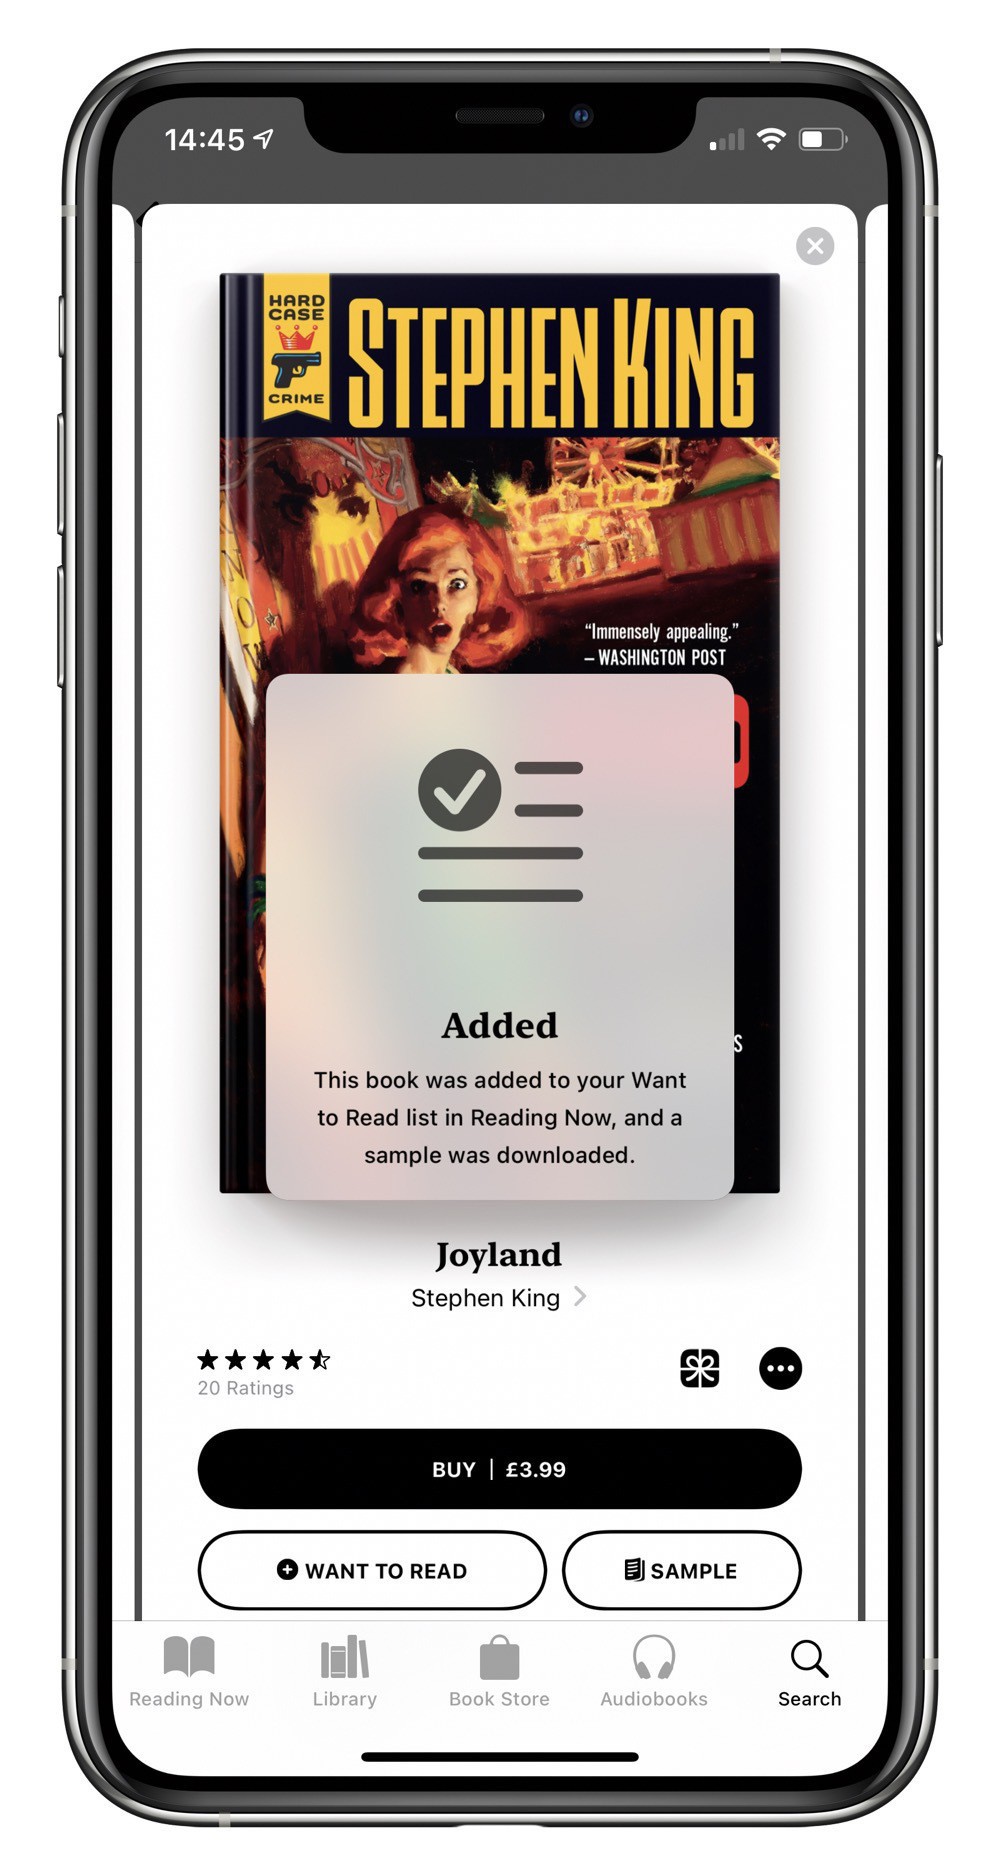 14:45
HARD
CASE
CRIME
STEPHEN KING
"Immensely appealing."
– WASHINGTON POST
Added
This book was added to your Want
to Read list in Reading Now, and a
sample was downloaded.
Joyland
Stephen King
20 Ratings
BUY | £3.99
WANT TO READ
SAMPLE
Reading Now
Library
Book Store
Audiobooks
Search